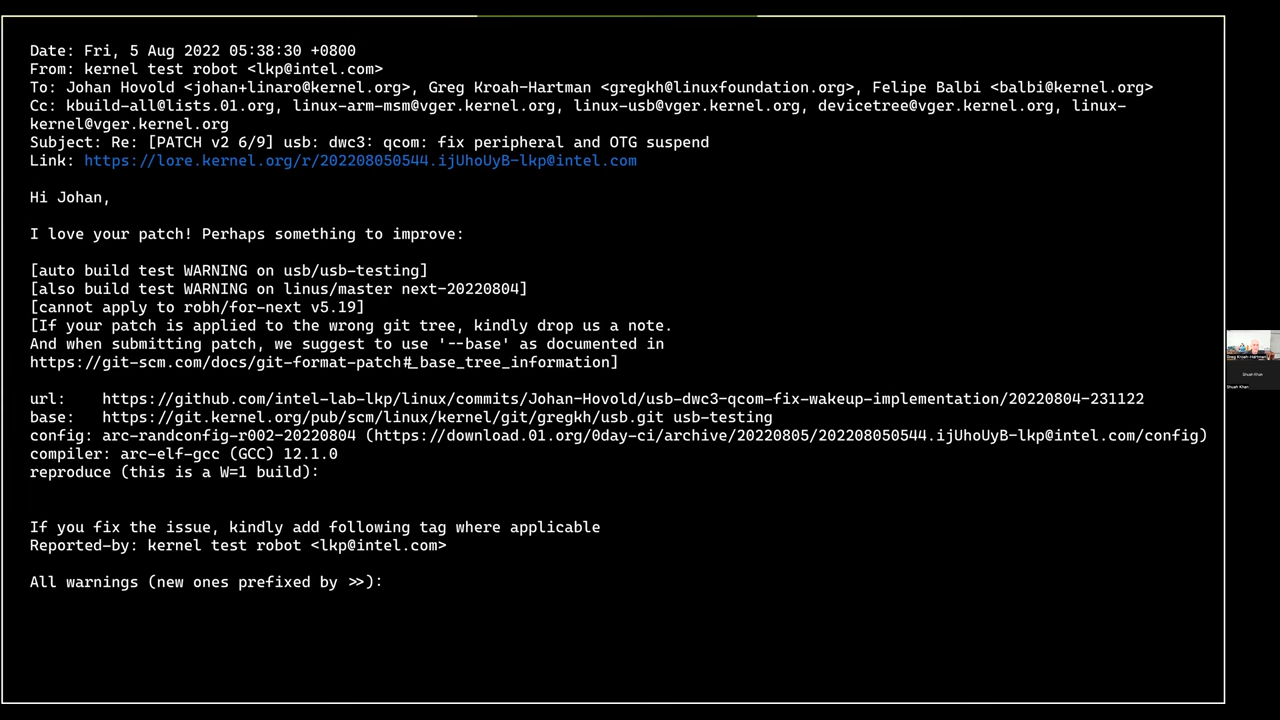 Date: Fri, 5 Aug 2022 05:38:30 +0800
From: kernel test robot <lkp@intel.com>
To: Johan Hovold <johan+linaro@kernel.org>, Greg Kroah-Hartman <gregkh@linuxfoundation.org>, Felipe Balbi <balbi@kernel.org>
Cc: kbuild-all@lists.01.org, linux-arm-msm@vger.kernel.org, linux-usb@vger.kernel.org, devicetree@vger.kernel.org, linux-
kernel@vger.kernel.org
Subject: Re: [PATCH v2 6/9] usb: dwc3: qcom: fix peripheral and OTG suspend
Link: https://lore.kernel.org/r/202208050544.ijUhoUyB-lkp@intel.com
Hi Johan,
I love your patch! Perhaps something to improve:
[auto build test WARNING on usb/usb-testing]
[also build test WARNING on linus/master next-20220804]
[cannot apply to robh/for-next v5.19]
[If your patch is applied to the wrong git tree, kindly drop us a note.
And when submitting patch, we suggest to use '--base' as documented in
https://git-scm.com/docs/git-format-patch#_base_tree_information]
url: https://github.com/intel-lab-lkp/linux/commits/Johan-Hovold/usb-dwc3-qcom-fix-wakeup-implementation/20220804-231122
base: https://git.kernel.org/pub/scm/linux/kernel/git/gregkh/usb.git usb-testing
config: arc-randconfig-r002-20220804 (https://download.01.org/0day-ci/archive/20220805/202208050544.ijUhoUyB-lkp@intel.com/config)
compiler: arc-elf-gcc (GCC) 12.1.0
reproduce (this is a W=1 build):
If you fix the issue, kindly add following tag where applicable
Reported-by: kernel test robot <lkp@intel.com>
All warnings (new ones prefixed by >>):
Greg Kroah-Hartman
Shuah Khan
Shuah Khan